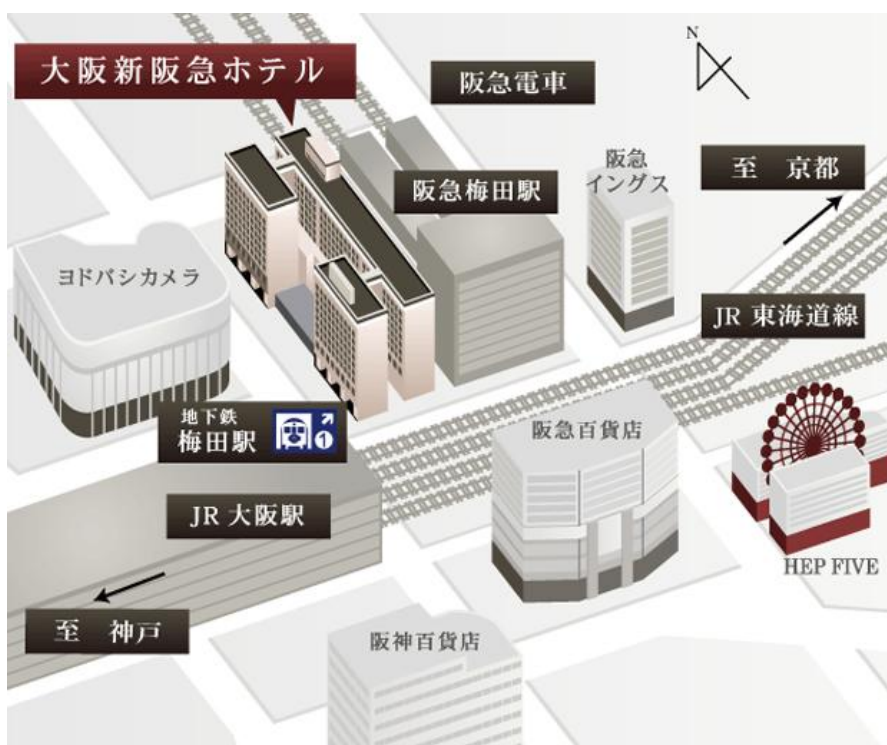 N
大阪新阪急ホテル
阪急電車
阪急
イングス
至 京都
阪急梅田駅
ヨドバシカメラ
JR 東海道線
地下鉄
梅田駅
1
阪急百貨店
JR 大阪駅
HEP FIVE
至 神戸
阪神百貨店